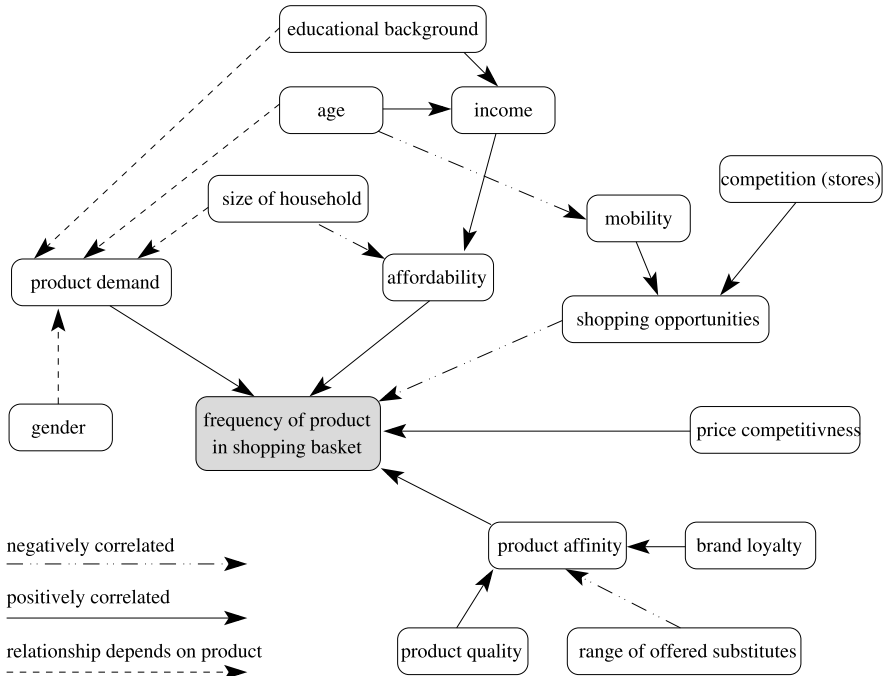 educational background
age
income
competition (stores)
size of household
mobility
product demand
affordability
shopping opportunities
gender
frequency of product
in shopping basket
price competitivness
negatively correlated
product affinity
brand loyalty
positively correlated
relationship depends on product
product quality
range of offered substitutes